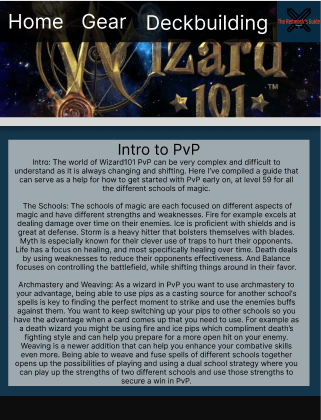 Home Gear Deckbuilding
The Redneck's Guide
Wizard
101™
Intro to PvP
Intro: The world of Wizard101 PvP can be very complex and difficult to
understand as it is always changing and shifting. Here I've compiled a guide that
can serve as a help for how to get started with PvP early on, at level 59 for all
the different schools of magic.
The Schools: The schools of magic are each focused on different aspects of
magic and have different strengths and weaknesses. Fire for example excels at
dealing damage over time on their enemies. Ice is proficient with shields and is
great at defense. Storm is a heavy hitter that bolsters themselves with blades.
Myth is especially known for their clever use of traps to hurt their opponents.
Life has a focus on healing, and most specifically healing over time. Death deals
by using weaknesses to reduce their opponents effectiveness. And Balance
focuses on controlling the battlefield, while shifting things around in their favor.
Archmastery and Weaving: As a wizard in PvP you want to use archmastery to
your advantage, being able to use pips as a casting source for another school's
spells is key to finding the perfect moment to strike and use the enemies buffs
against them. You want to keep switching up your pips to other schools so you
have the advantage when a card comes up that you need to use. For example as
a death wizard you might be using fire and ice pips which compliment death's
fighting style and can help you prepare for a more open hit on your enemy.
Weaving is a newer addition that can help you enhance your combative skills
even more. Being able to weave and fuse spells of different schools together
opens up the possibilities of playing and using a dual school strategy where you
can play up the strengths of two different schools and use those strengths to
secure a win in PvP.